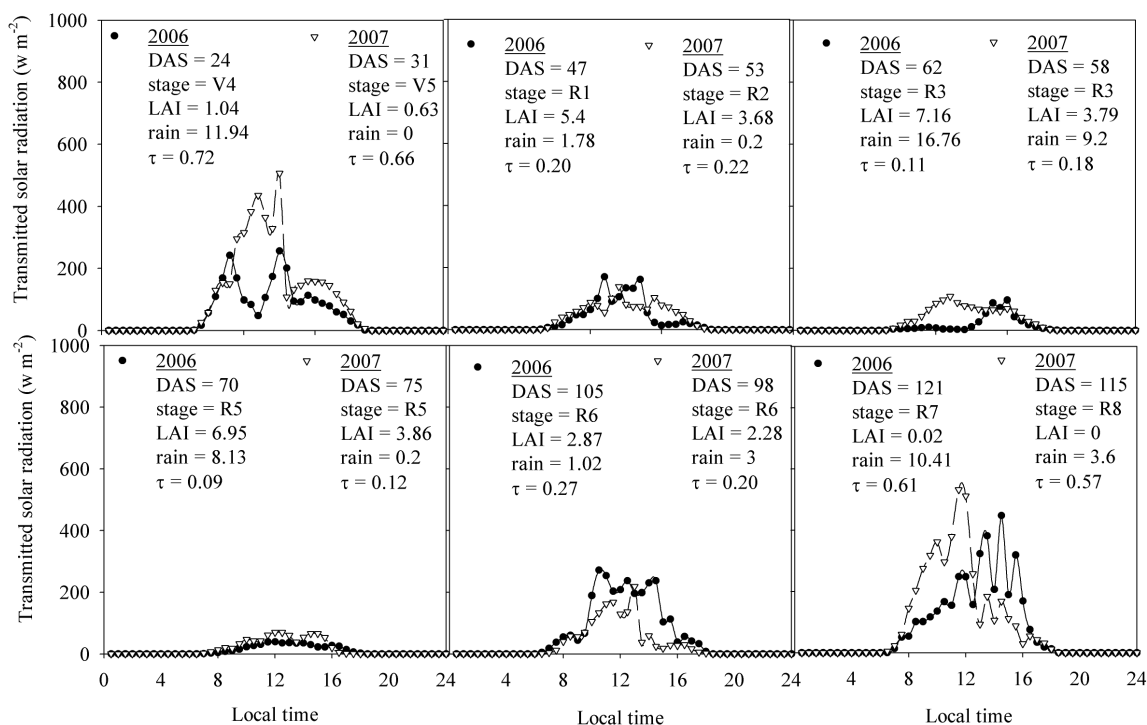 Transmitted solar radiation (w m⁻²)
1000
800
600
400
200
0
2006
DAS = 24
stage = V4
LAI = 1.04
rain = 11.94
τ = 0.72
2007
DAS = 31
stage = V5
LAI = 0.63
rain = 0
τ = 0.66
2006
DAS = 47
stage = R1
LAI = 5.4
rain = 1.78
τ = 0.20
2007
DAS = 53
stage = R2
LAI = 3.68
rain = 0.2
τ = 0.22
2006
DAS = 62
stage = R3
LAI = 7.16
rain = 16.76
τ = 0.11
2007
DAS = 58
stage = R3
LAI = 3.79
rain = 9.2
τ = 0.18
Transmitted solar radiation (w m⁻²)
1000
800
600
400
200
0
2006
DAS = 70
stage = R5
LAI = 6.95
rain = 8.13
τ = 0.09
2007
DAS = 75
stage = R5
LAI = 3.86
rain = 0.2
τ = 0.12
2006
DAS = 105
stage = R6
LAI = 2.87
rain = 1.02
τ = 0.27
2007
DAS = 98
stage = R6
LAI = 2.28
rain = 3
τ = 0.20
2006
DAS = 121
stage = R7
LAI = 0.02
rain = 10.41
τ = 0.61
2007
DAS = 115
stage = R8
LAI = 0
rain = 3.6
τ = 0.57
0 4 8 12 16 20 24 4 8 12 16 20 24 4 8 12 16 20 24
Local time Local time Local time